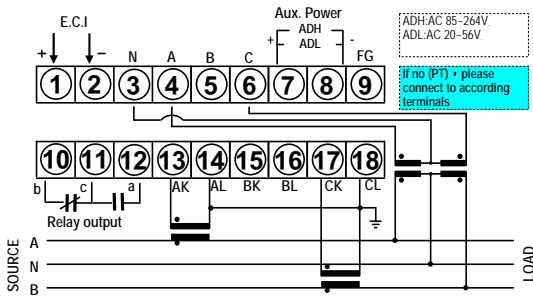 E.C.I
Aux. Power
ADH
ADL
+ -
+ - N A B C FG
1 2 3 4 5 6 7 8 9
ADH:AC 85~264V.
ADL:AC 20~56V.
If no (PT) , please
connect to according
terminals
10 11 12 13 14 15 16 17 18
b c a AK AL BK BL CK CL
Relay output
SOURCE
A
N
B
LOAD